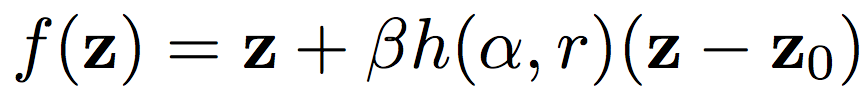 f(𝐳) = 𝐳 + βh(α, r)(𝐳 − 𝐳₀)